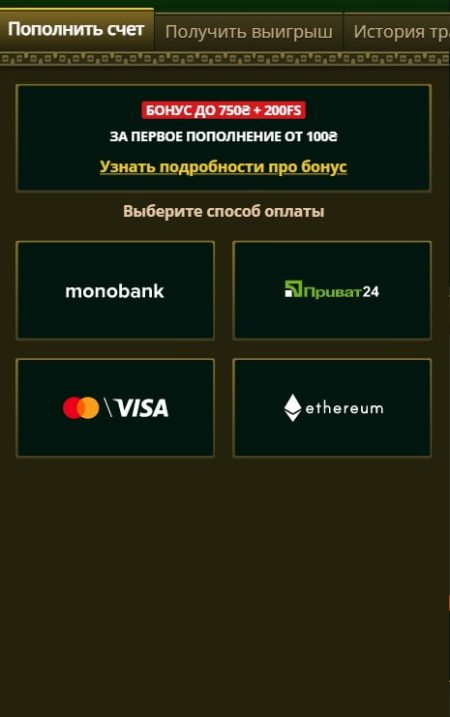 Пополнить счет
Получить выигрыш
История тра
БОНУС ДО 750₴ + 200FS
ЗА ПЕРВОЕ ПОПОЛНЕНИЕ ОТ 100₴
Узнать подробности про бонус
Выберите способ оплаты
monobank
Приват24
VISA
ethereum